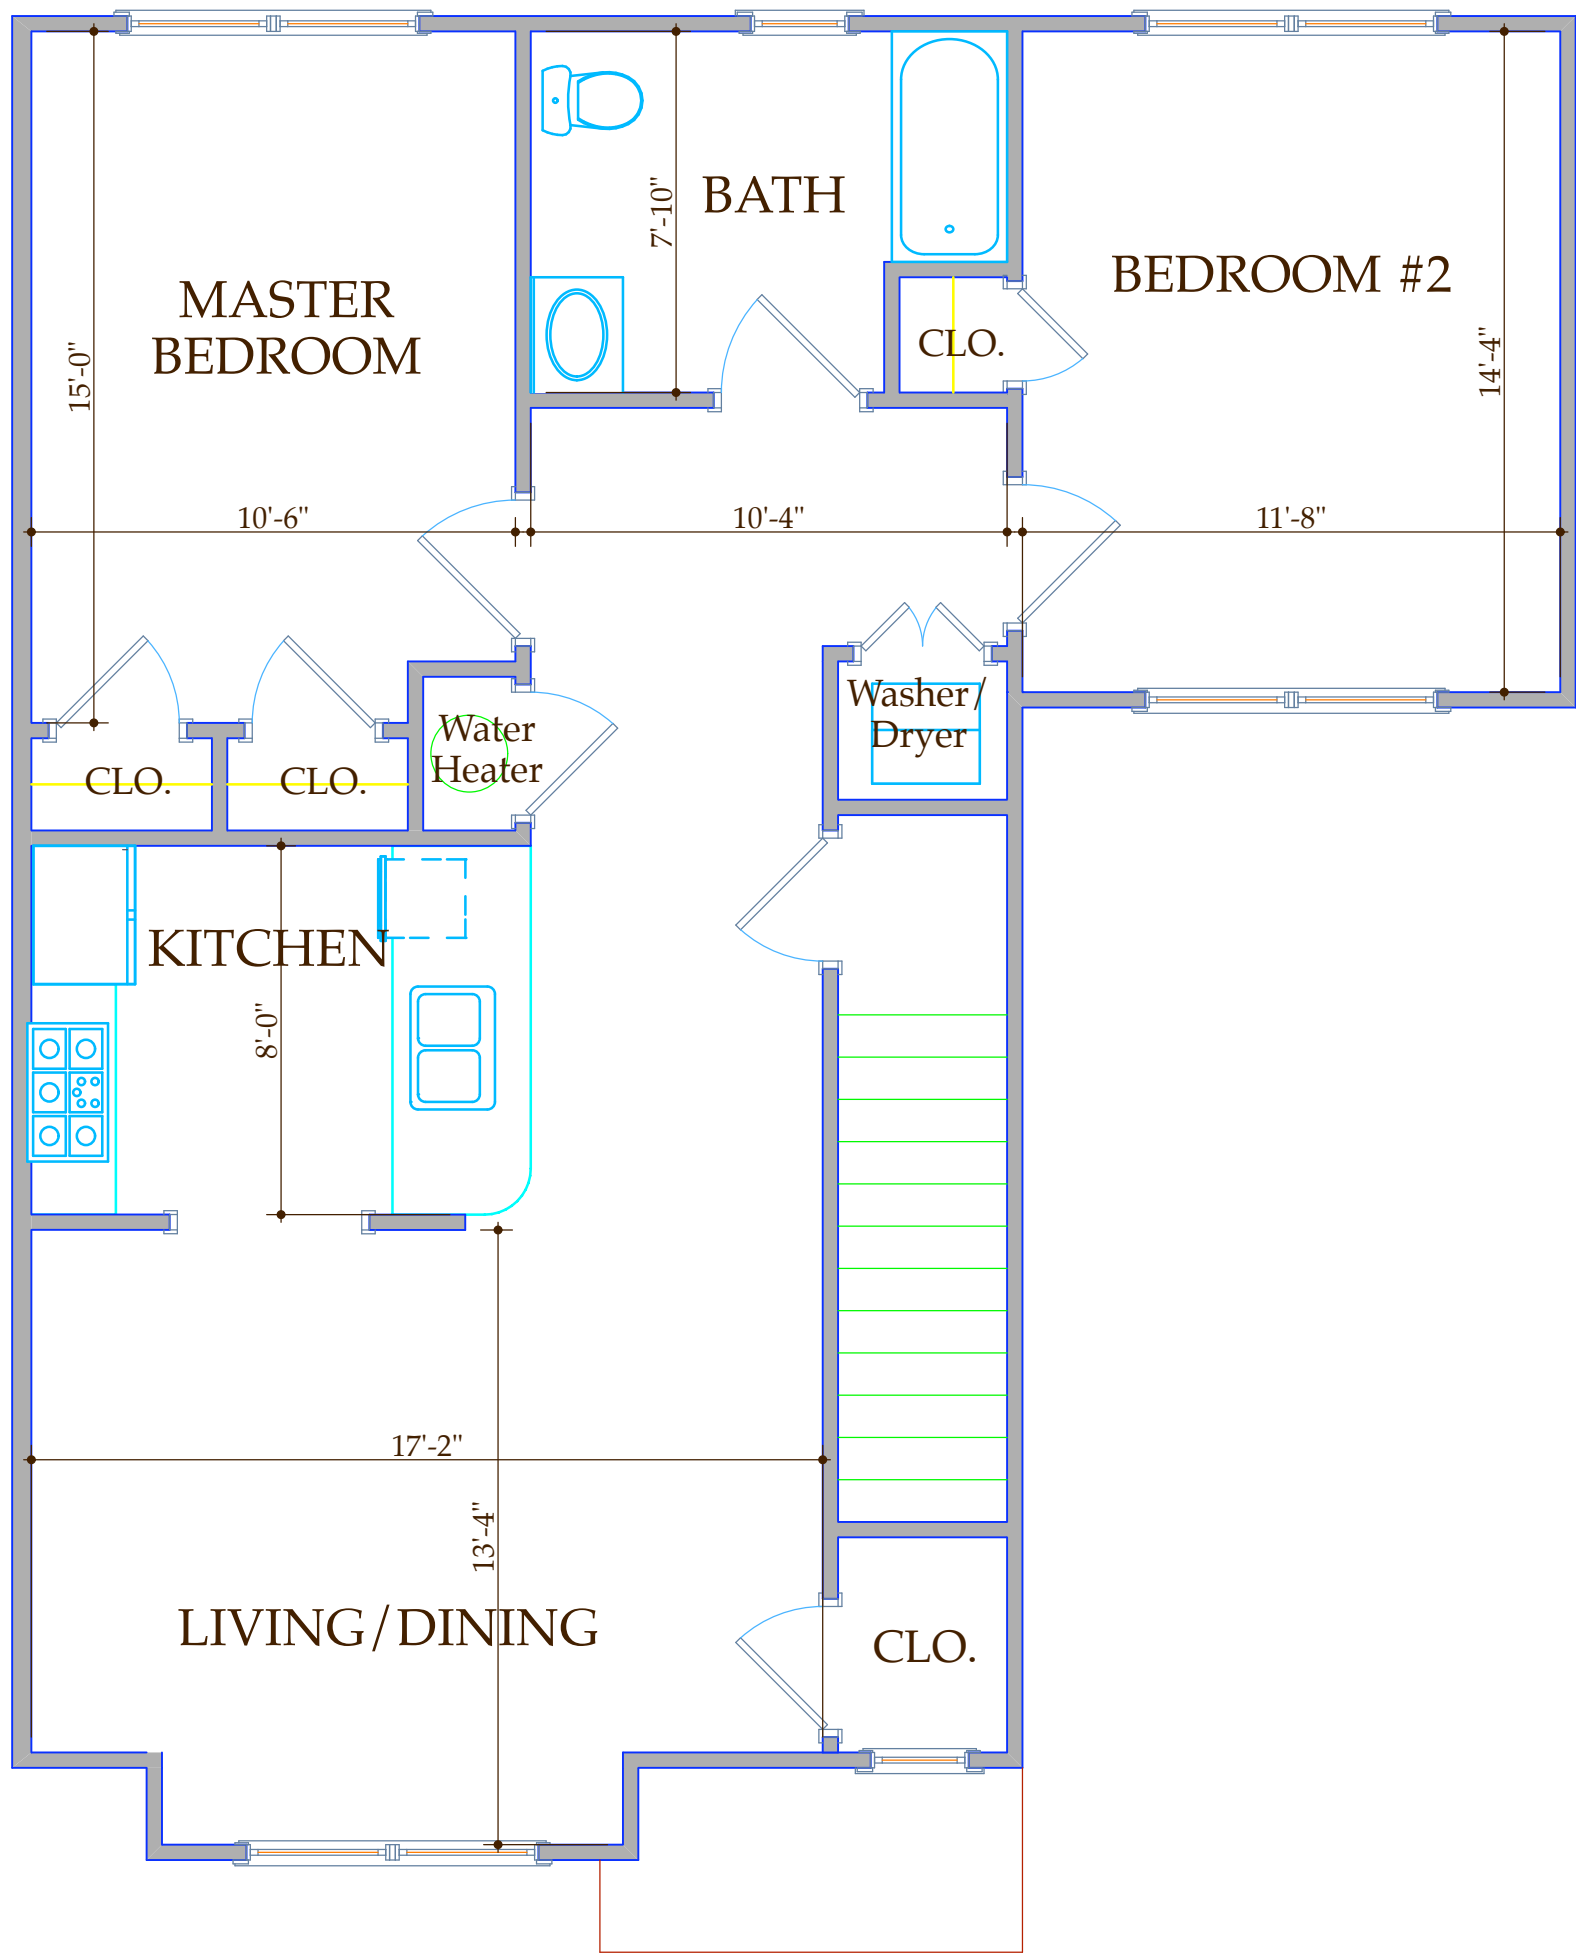 BATH
7'-10"
BEDROOM #2
MASTER
BEDROOM
15'-0"
CLO.
14'-4"
10'-6"
10'-4"
11'-8"
Washer/
Dryer
Water
Heater
CLO.
CLO.
KITCHEN
8'-0"
17'-2"
13'-4"
LIVING/DINING
CLO.